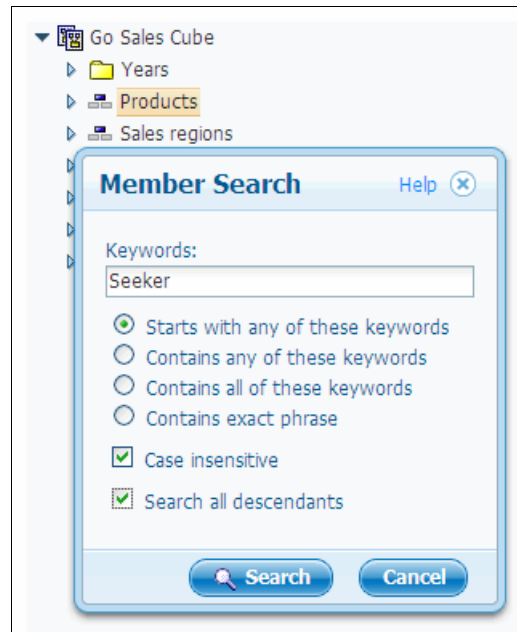 Go Sales Cube
Years
Products
Sales regions
Member Search Help
Keywords:
Seeker
Starts with any of these keywords
Contains any of these keywords
Contains all of these keywords
Contains exact phrase
Case insensitive
Search all descendants
Search Cancel